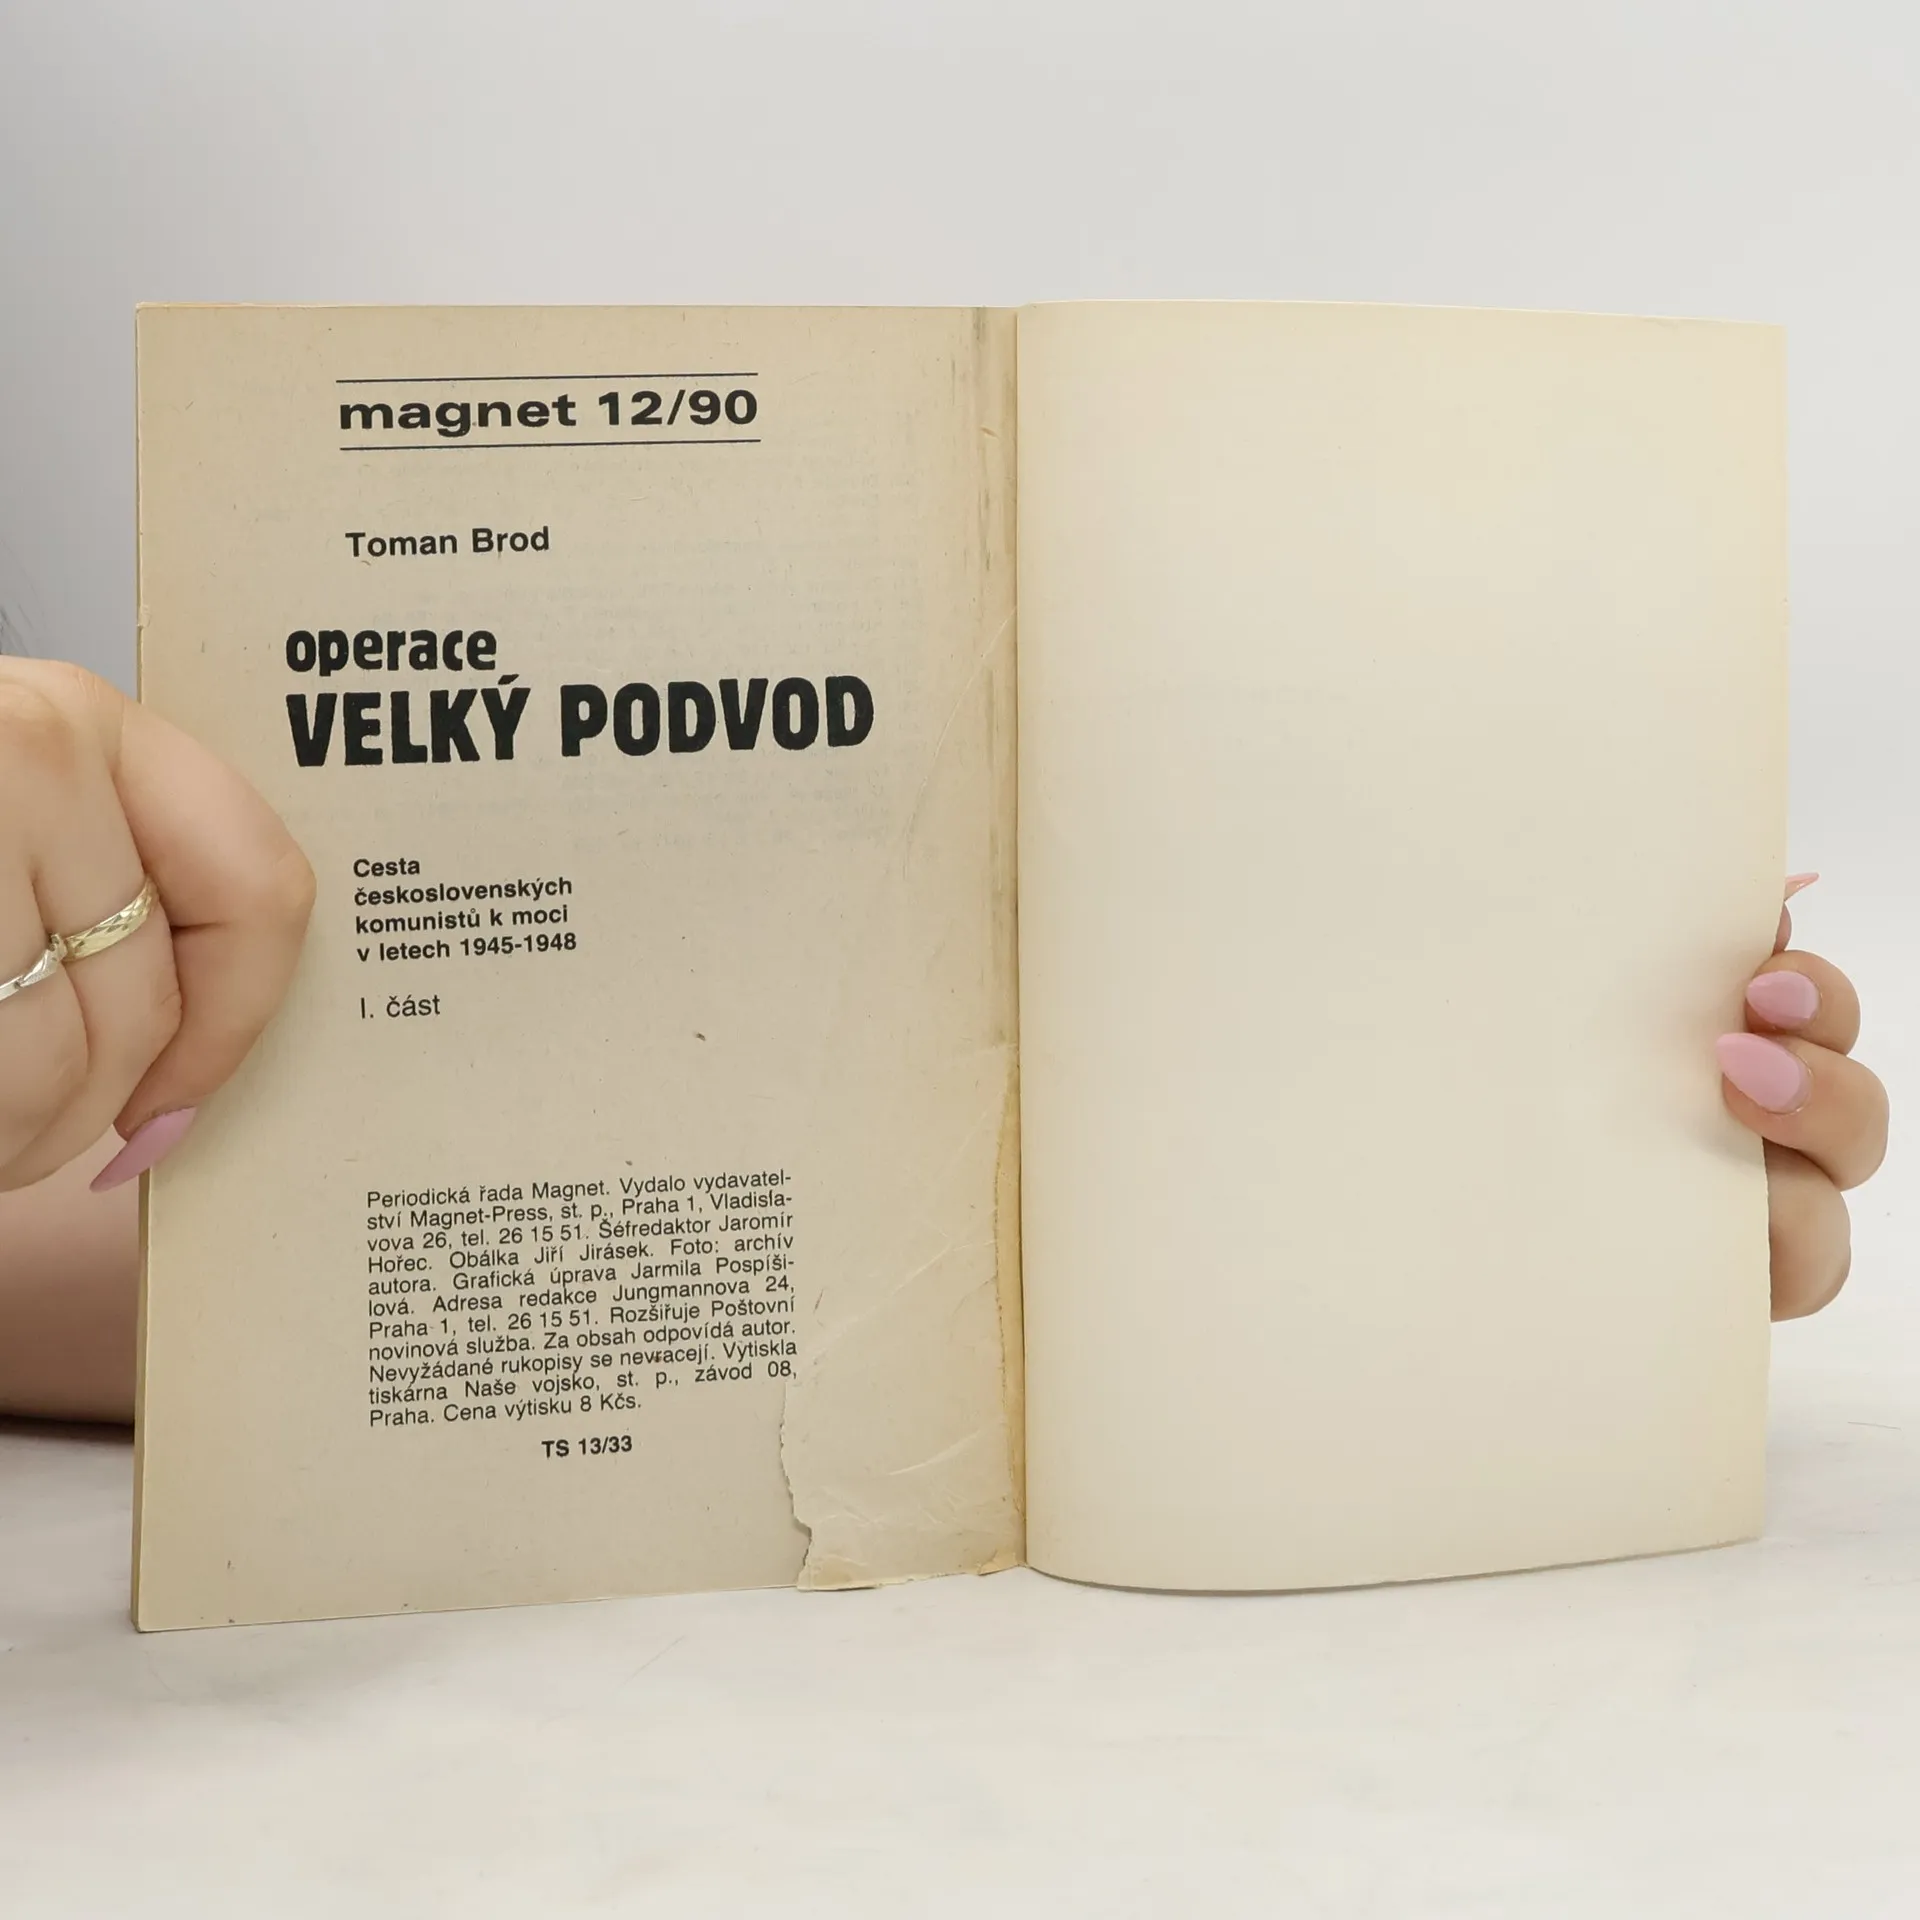 magnet 12/90
Toman Brod
operace
VELKÝ PODVOD
Cesta
československých
komunistů k moci
v letech 1945-1948
I. část
Periodická řada Magnet. Vydalo vydavatel-
ství Magnet-Press, st. p., Praha 1, Vladisla-
vova 26, tel. 26 15 51. Šéfredaktor Jaromír
Hořec. Obálka Jiří Jirásek. Foto: archív
autora. Grafická úprava Jarmila Pospíši-
lová. Adresa redakce Jungmannova 24,
Praha 1, tel. 26 15 51. Rozšiřuje Poštovní
novinová služba. Za obsah odpovídá autor.
Nevyžádané rukopisy se nevracejí. Vytiskla
tiskárna Naše vojsko, st. p., závod 08,
Praha. Cena výtisku 8 Kčs.
TS 13/33